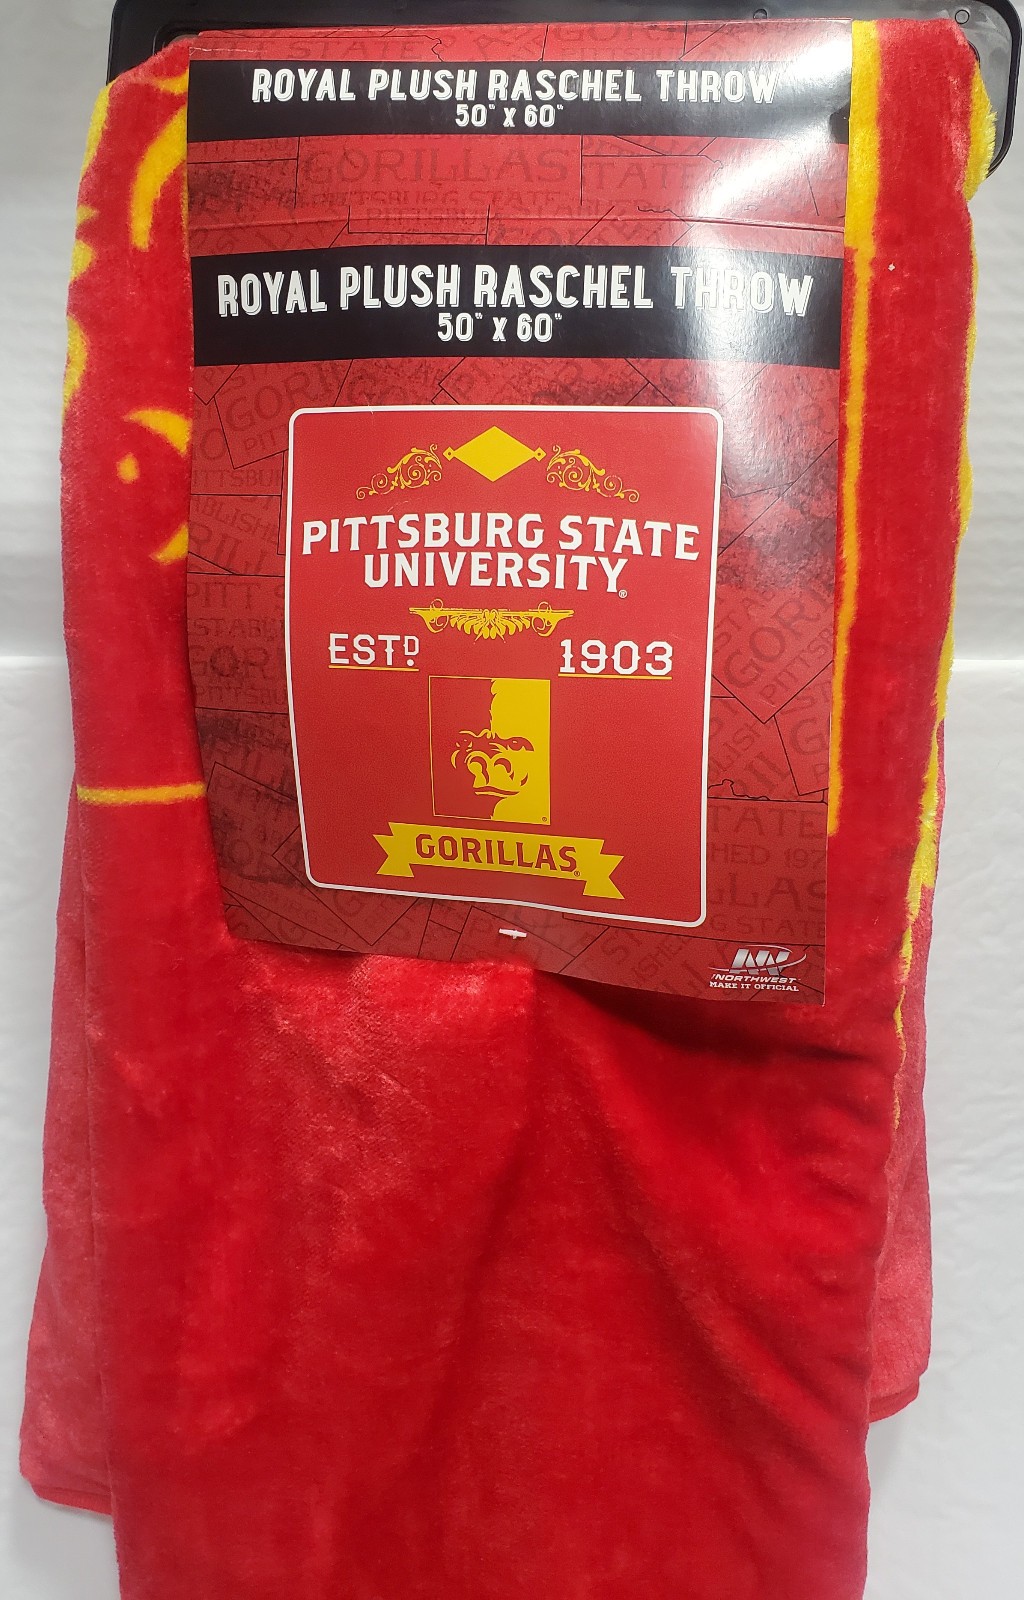 ROYAL PLUSH RASCHEL THROW
50" x 60"
GORILLAS
ROYAL PLUSH RASCHEL THROW
50" x 60"
PITTSBURG STATE
UNIVERSITY®
ESTD. 1903
GORILLAS®
NORTHWEST
MAKE IT OFFICIAL